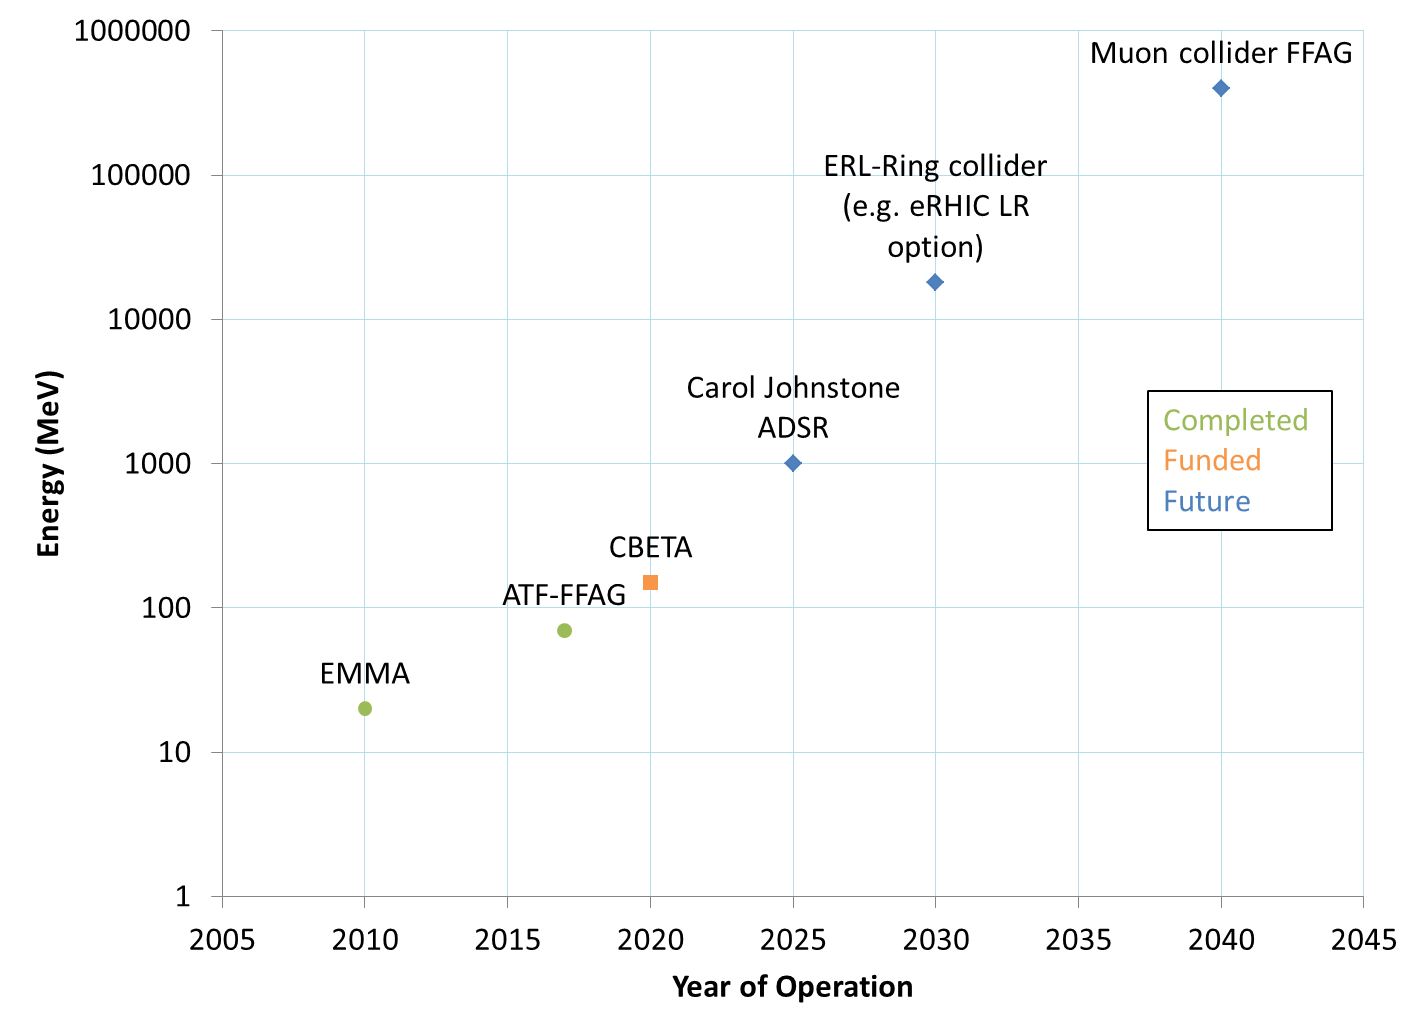 1000000
Muon collider FFAG
ERL-Ring collider
(e.g. eRHIC LR
option)
100000
10000
Carol Johnstone
ADSR
Completed
Funded
Future
1000
Energy (MeV)
CBETA
ATF-FFAG
100
EMMA
10
1
2005 2010 2015 2020 2025 2030 2035 2040 2045
Year of Operation